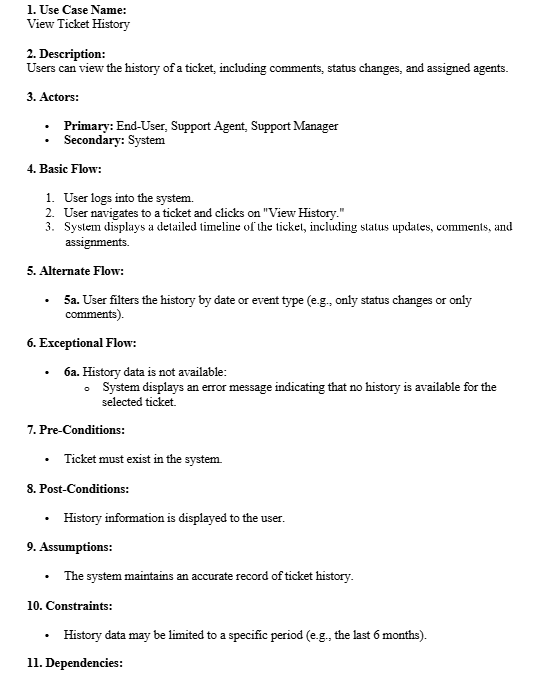 1. Use Case Name:
View Ticket History
2. Description:
Users can view the history of a ticket, including comments, status changes, and assigned agents.
3. Actors:
• Primary: End-User, Support Agent, Support Manager
• Secondary: System
4. Basic Flow:
1. User logs into the system.
2. User navigates to a ticket and clicks on "View History."
3. System displays a detailed timeline of the ticket, including status updates, comments, and
assignments.
5. Alternate Flow:
• 5a. User filters the history by date or event type (e.g., only status changes or only
comments).
6. Exceptional Flow:
• 6a. History data is not available:
o System displays an error message indicating that no history is available for the
selected ticket.
7. Pre-Conditions:
• Ticket must exist in the system.
8. Post-Conditions:
• History information is displayed to the user.
9. Assumptions:
• The system maintains an accurate record of ticket history.
10. Constraints:
• History data may be limited to a specific period (e.g., the last 6 months).
11. Dependencies: